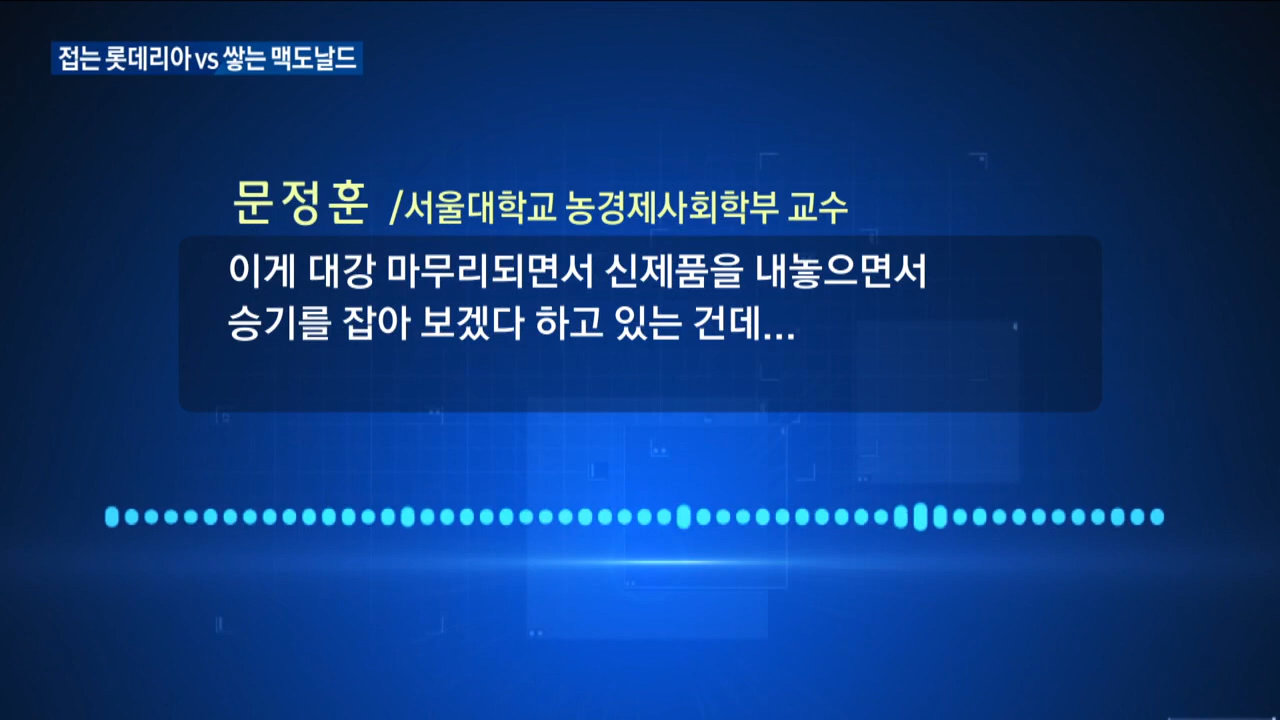 접는 롯데리아 vs 쌓는 맥도날드
문정훈 /서울대학교 농경제사회학부 교수
이게 대강 마무리되면서 신제품을 내놓으면서
승기를 잡아 보겠다 하고 있는 건데...